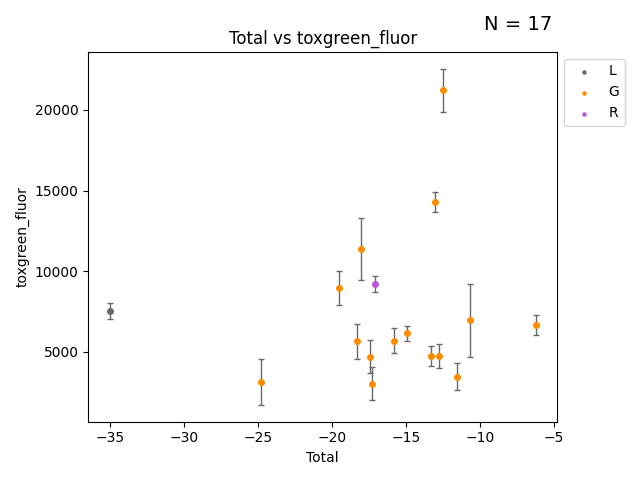 N = 17
Total vs toxgreen_fluor
L
G
R
20000
15000
10000
5000
toxgreen_fluor
−35 −30 −25 −20 −15 −10 −5
Total